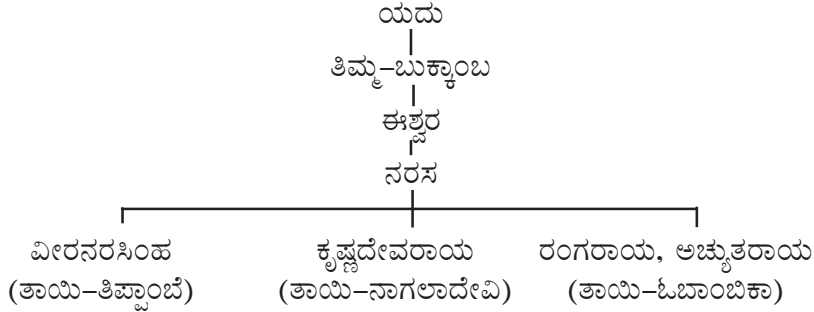 ಯದು
ತಿಮ್ಮ–ಬುಕ್ಕಾಂಬ
ಈಶ್ವರ
ನರಸ
ವೀರನರಸಿಂಹ ಕೃಷ್ಣದೇವರಾಯ ರಂಗರಾಯ, ಅಚ್ಯುತರಾಯ
(ತಾಯಿ–ತಿಪ್ಪಾಂಬೆ) (ತಾಯಿ–ನಾಗಲಾದೇವಿ) (ತಾಯಿ–ಓಬಾಂಬಿಕಾ)